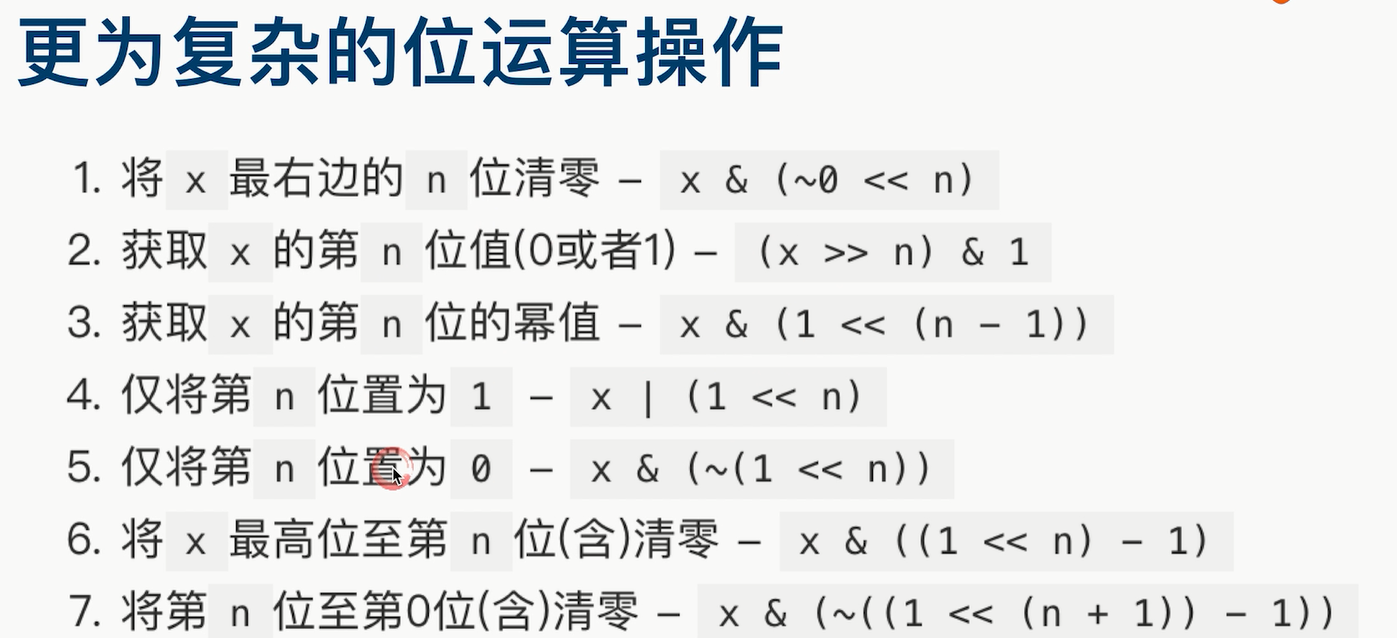 更为复杂的位运算操作
1. 将 x 最右边的 n 位清零 – x & (~0 << n)
2. 获取 x 的第 n 位值(0或者1) – (x >> n) & 1
3. 获取 x 的第 n 位的幂值 – x & (1 << (n - 1))
4. 仅将第 n 位置为 1 – x | (1 << n)
5. 仅将第 n 位置为 0 – x & (~(1 << n))
6. 将 x 最高位至第 n 位(含)清零 – x & ((1 << n) - 1)
7. 将第 n 位至第0位(含)清零 – x & (~((1 << (n + 1)) - 1))